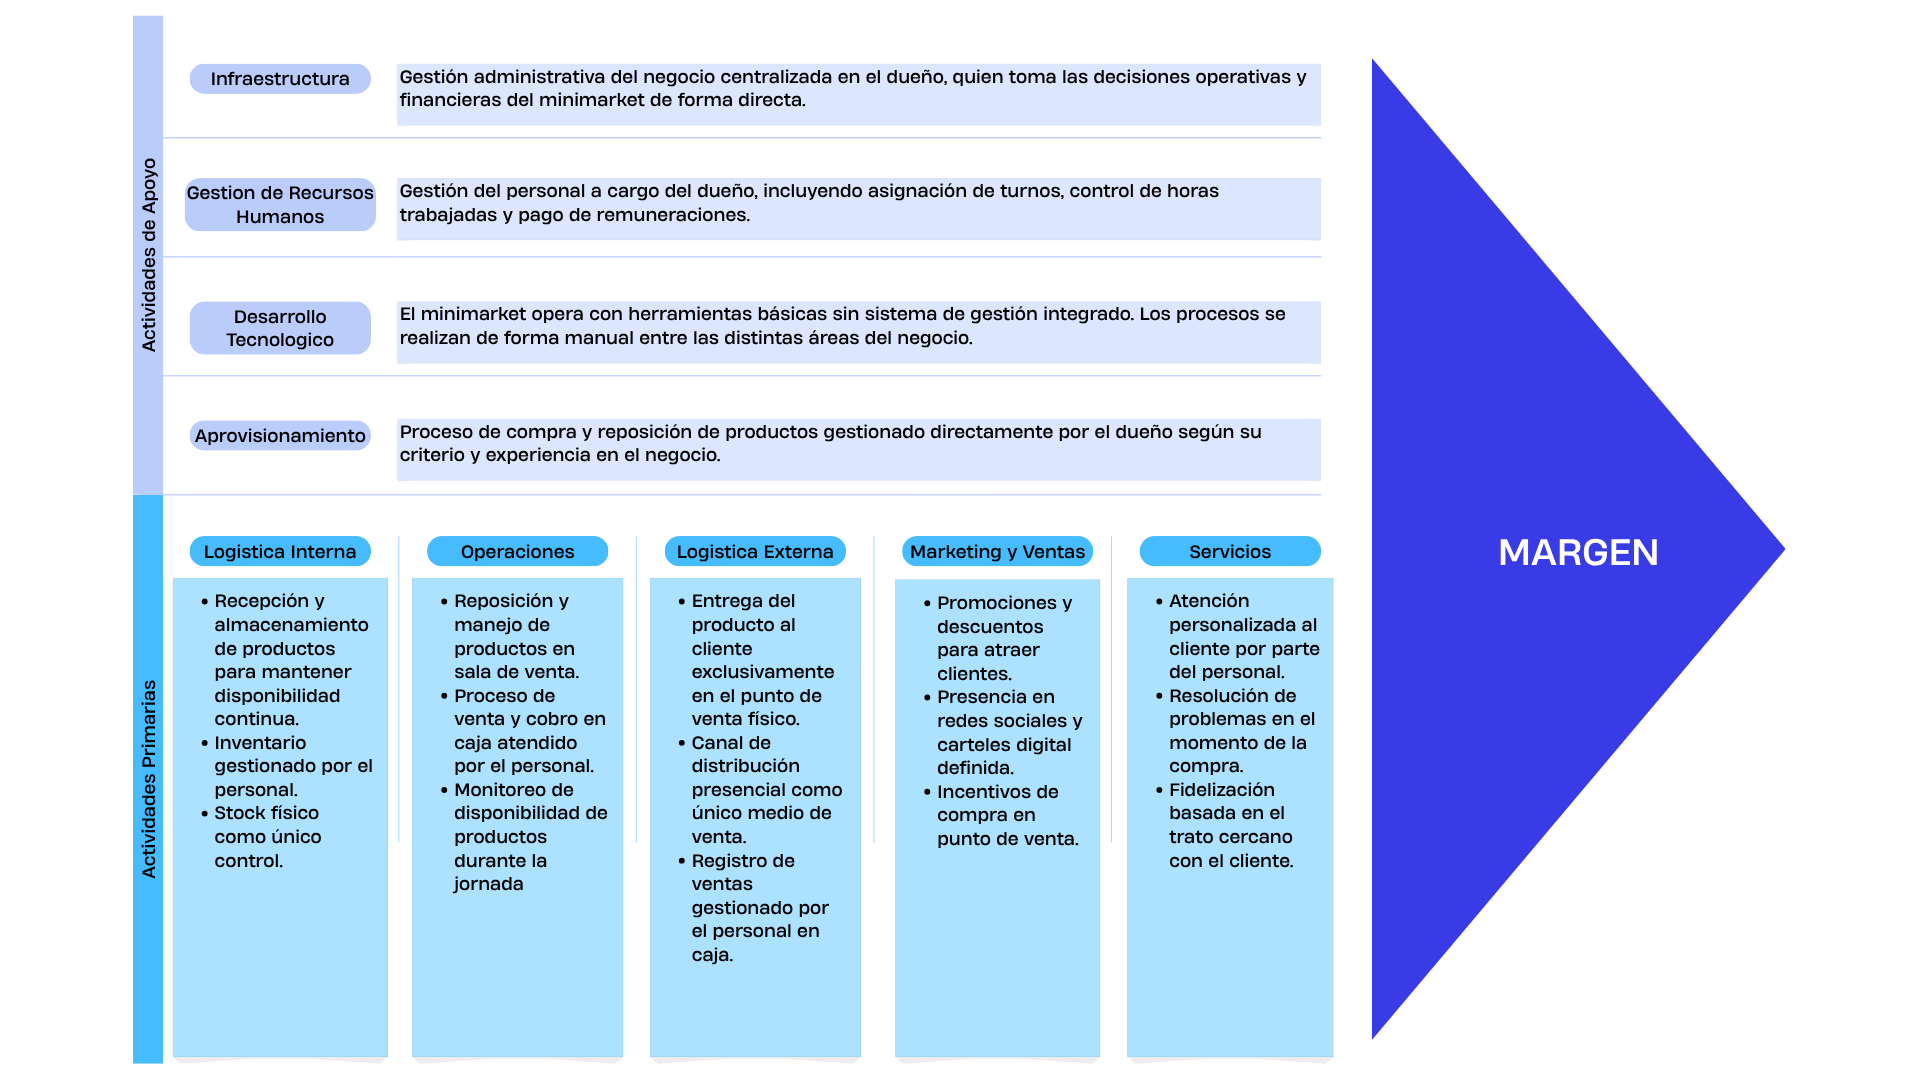 Actividades de Apoyo
Infraestructura
Gestión administrativa del negocio centralizada en el dueño, quien toma las decisiones operativas y
financieras del minimarket de forma directa.
Gestion de Recursos
Humanos
Gestión del personal a cargo del dueño, incluyendo asignación de turnos, control de horas
trabajadas y pago de remuneraciones.
Desarrollo
Tecnologico
El minimarket opera con herramientas básicas sin sistema de gestión integrado. Los procesos se
realizan de forma manual entre las distintas áreas del negocio.
Aprovisionamiento
Proceso de compra y reposición de productos gestionado directamente por el dueño según su
criterio y experiencia en el negocio.
Actividades Primarias
Logistica Interna
• Recepción y
almacenamiento
de productos
para mantener
disponibilidad
continua.
• Inventario
gestionado por el
personal.
• Stock físico
como único
control.
Operaciones
• Reposición y
manejo de
productos en
sala de venta.
• Proceso de
venta y cobro en
caja atendido
por el personal.
• Monitoreo de
disponibilidad de
productos
durante la
jornada
Logistica Externa
• Entrega del
producto al
cliente
exclusivamente
en el punto de
venta físico.
• Canal de
distribución
presencial como
único medio de
venta.
• Registro de
ventas
gestionado por
el personal en
caja.
Marketing y Ventas
• Promociones y
descuentos
para atraer
clientes.
• Presencia en
redes sociales y
carteles digital
definida.
• Incentivos de
compra en
punto de venta.
Servicios
• Atención
personalizada al
cliente por parte
del personal.
• Resolución de
problemas en el
momento de la
compra.
• Fidelización
basada en el
trato cercano
con el cliente.
MARGEN